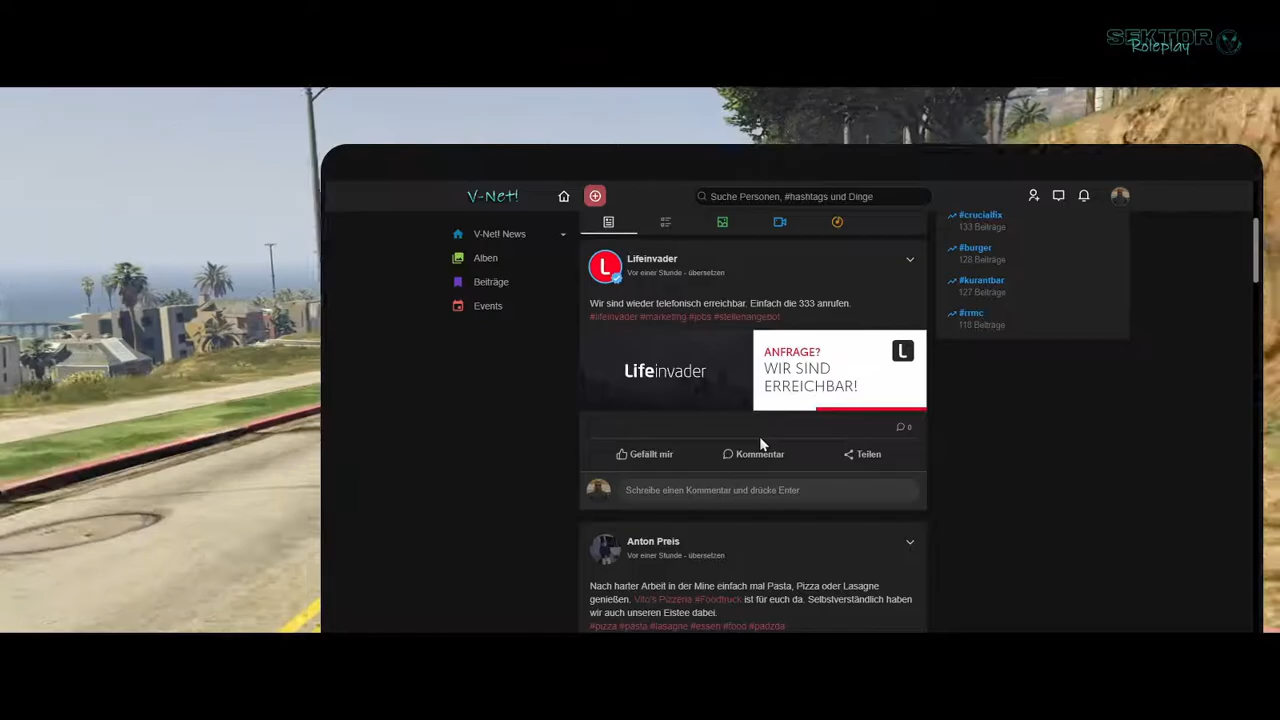 SEKTOR
Roleplay
V-Net!
Suche Personen, #hashtags und Dinge
V-Net! News
Alben
Beiträge
Events
Lifeinvader
Vor einer Stunde - übersetzen
Wir sind wieder telefonisch erreichbar. Einfach die 333 anrufen.
#lifeinvader #marketing #jobs #stellenangebot
Lifeinvader
ANFRAGE?
WIR SIND
ERREICHBAR!
L
L
0
Gefällt mir
Kommentar
Teilen
Schreibe einen Kommentar und drücke Enter
Anton Preis
Vor einer Stunde - übersetzen
Nach harter Arbeit in der Mine einfach mal Pasta, Pizza oder Lasagne
genießen. Vito's Pizzeria #Foodtruck ist für euch da. Selbstverständlich haben
wir auch unseren Eistee dabei.
#pizza #pasta #lasagne #essen #food #padzda
#crucialfix
133 Beiträge
#burger
128 Beiträge
#kurantbar
127 Beiträge
#rrmc
118 Beiträge